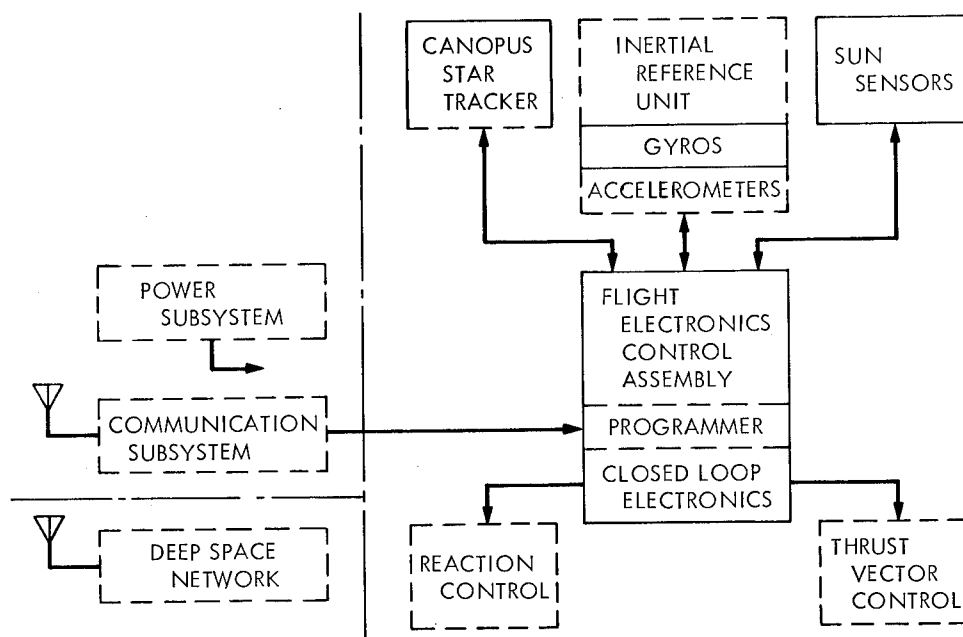 CANOPUS
STAR
TRACKER
INERTIAL
REFERENCE
UNIT
GYROS
ACCELEROMETERS
SUN
SENSORS
POWER
SUBSYSTEM
COMMUNICATION
SUBSYSTEM
DEEP SPACE
NETWORK
FLIGHT
ELECTRONICS
CONTROL
ASSEMBLY
PROGRAMMER
CLOSED LOOP
ELECTRONICS
REACTION
CONTROL
THRUST
VECTOR
CONTROL